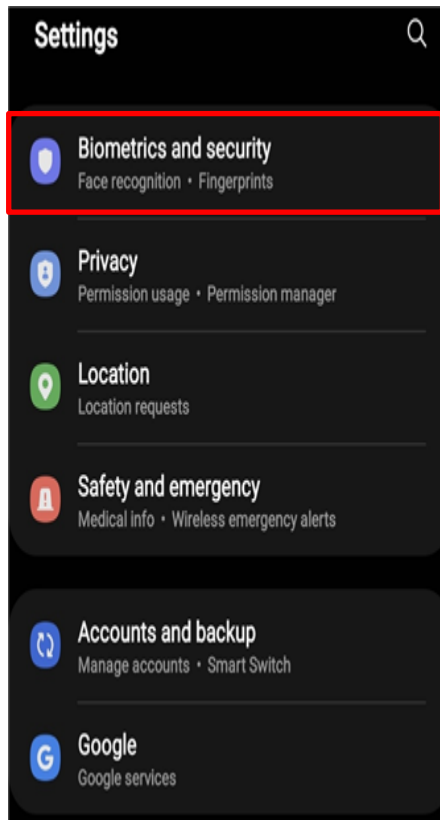 Settings
Biometrics and security
Face recognition • Fingerprints
Privacy
Permission usage • Permission manager
Location
Location requests
Safety and emergency
Medical info • Wireless emergency alerts
Accounts and backup
Manage accounts • Smart Switch
G
Google
Google services